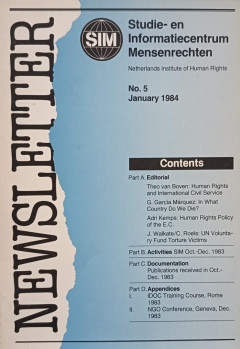 NEWSLETTER
SIM
Studie- en
Informatiecentrum
Mensenrechten
Netherlands Institute of Human Rights
No. 5
January 1984
Contents
Part A. Editorial
Theo van Boven: Human Rights
and International Civil Service
G. García Márquez: In What
Country Do We Die?
Adri Kemps: Human Rights Policy
of the E.C.
J. Walkate/C. Roels: UN Volunta-
ry Fund Torture Victims
Part B. Activities SIM Oct.-Dec. 1983
Part C. Documentation
Publications received in Oct.-
Dec. 1983
Part D. Appendices
I. IDOC Training Course, Rome
1983
II. NGO Conference, Geneva, Dec.
1983